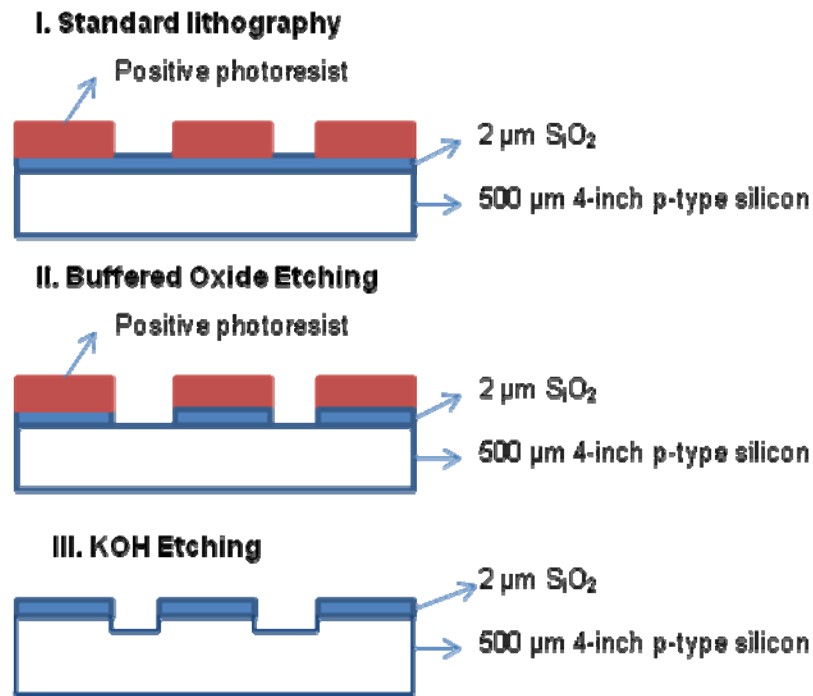 I. Standard lithography
Positive photoresist
2 µm SiO2
500 µm 4-inch p-type silicon
II. Buffered Oxide Etching
Positive photoresist
2 µm SiO2
500 µm 4-inch p-type silicon
III. KOH Etching
2 µm SiO2
500 µm 4-inch p-type silicon